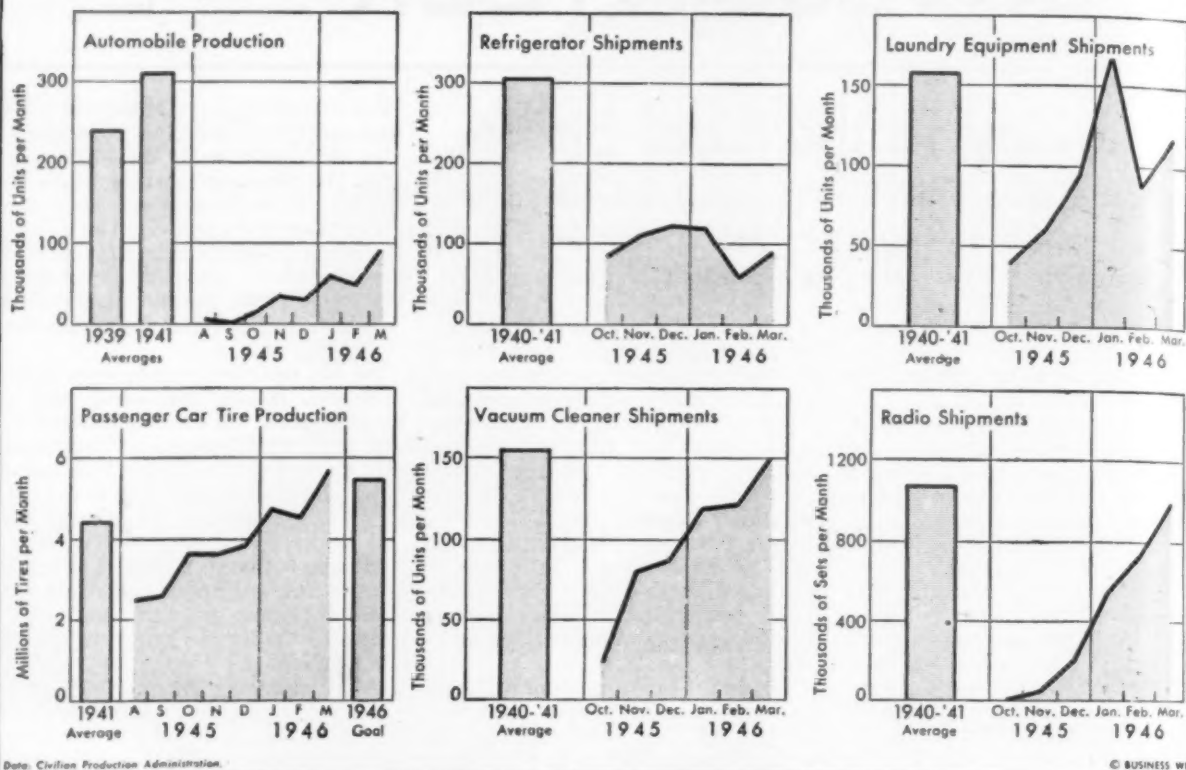 Automobile Production
Thousands of Units per Month
300
200
100
0
1939 1941
Averages
A S O N D J F M
1945 1946
Refrigerator Shipments
Thousands of Units per Month
300
200
100
0
1940-'41
Average
Oct. Nov. Dec. Jan. Feb. Mar.
1945 1946
Laundry Equipment Shipments
Thousands of Units per Month
150
100
50
0
1940-'41
Average
Oct. Nov. Dec. Jan. Feb. Mar.
1945 1946
Passenger Car Tire Production
Millions of Tires per Month
6
4
2
0
1941
Average
A S O N D J F M
1945 1946
1946
Goal
Vacuum Cleaner Shipments
Thousands of Units per Month
150
100
50
0
1940-'41
Average
Oct. Nov. Dec. Jan. Feb. Mar.
1945 1946
Radio Shipments
Thousands of Sets per Month
1200
800
400
0
1940-'41
Average
Oct. Nov. Dec. Jan. Feb. Mar.
1945 1946
Data: Civilian Production Administration.
© BUSINESS